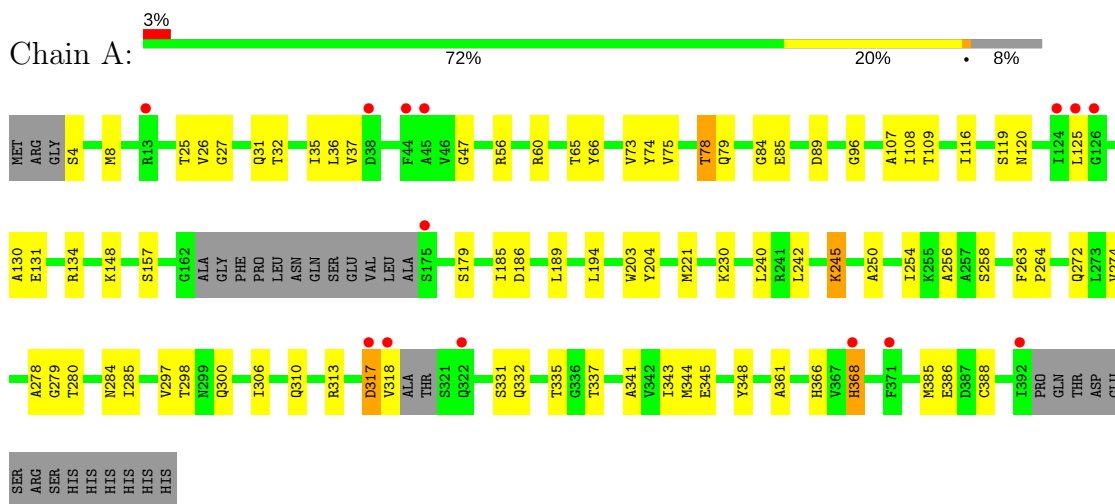 3%
Chain A:
72% 20% • 8%
MET ARG GLY S4 M8 R13 T25 V26 G27 Q31 T32 I35 L36 V37 D38 F44 A45 V46 G47 R56 R60 T65 Y66 V73 Y74 V75 T78 Q79 G84 E85 D89 G96 A107 I108 T109 I116 S119 N120 I124 L125 G126
A130 E131 R134 K148 S157 G162 ALA GLY PHE PRO LEU ASN GLN SER GLU VAL LEU ALA S175 S179 I185 D186 L189 L194 W203 Y204 M221 K230 L240 R241 L242 K245 A250 I254 K255 A256 A257 S258 F263 P264 Q272 L273
A278 G279 T280 N284 I285 V297 T298 N299 Q300 I306 Q310 R313 D317 V318 ALA THR S321 Q322 S331 Q332 T335 G336 T337 A341 V342 I343 M344 E345 Y348 A361 H366 V367 H368 F371 M385 E386 D387 C388 I392 PRO GLN THR ASP GLU
SER ARG SER HIS HIS HIS HIS HIS HIS